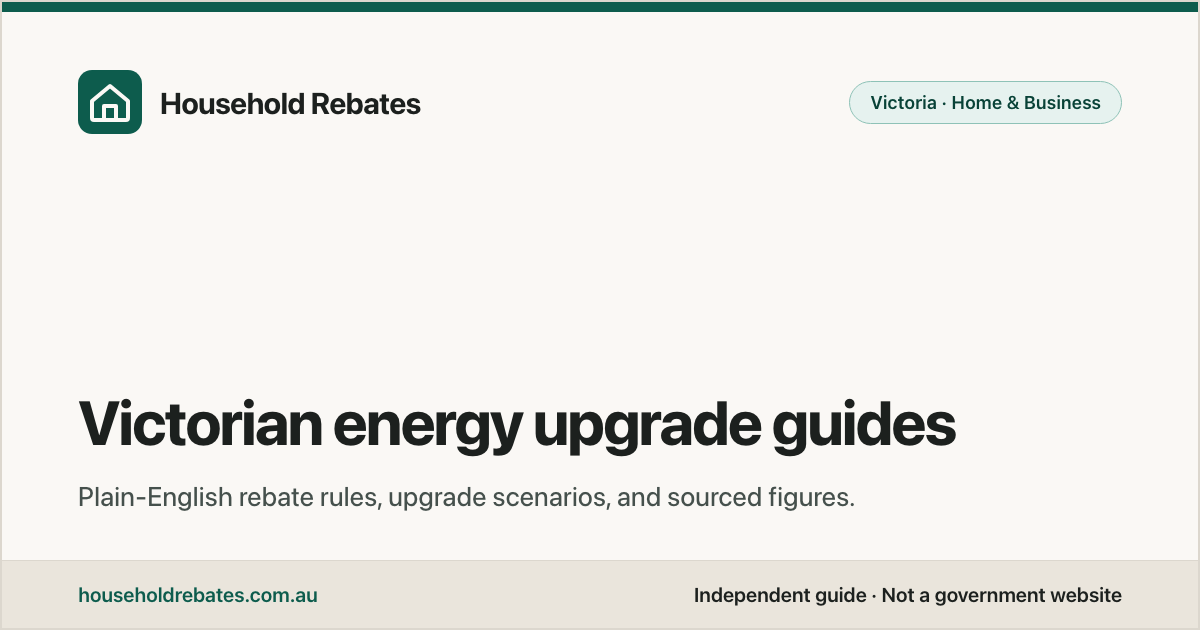 Household Rebates
Victoria · Home & Business
Victorian energy upgrade guides
Plain-English rebate rules, upgrade scenarios, and sourced figures.
householdrebates.com.au
Independent guide · Not a government website